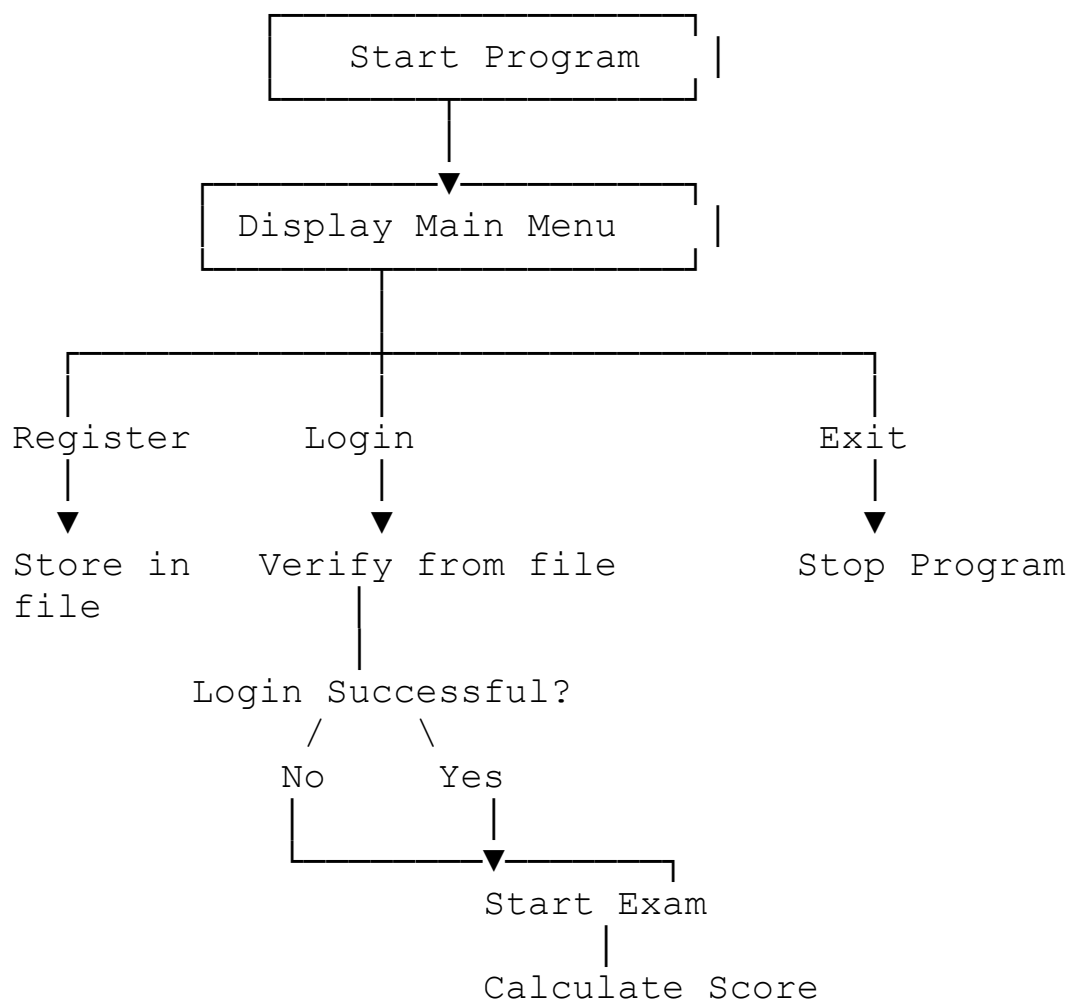 Start Program
Display Main Menu
Register Login Exit
Store in Verify from file Stop Program
file
Login Successful?
No Yes
Start Exam
Calculate Score